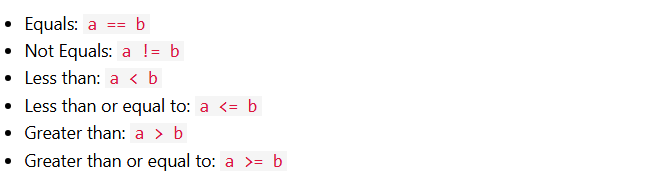 • Equals: a == b
• Not Equals: a != b
• Less than: a < b
• Less than or equal to: a <= b
• Greater than: a > b
• Greater than or equal to: a >= b